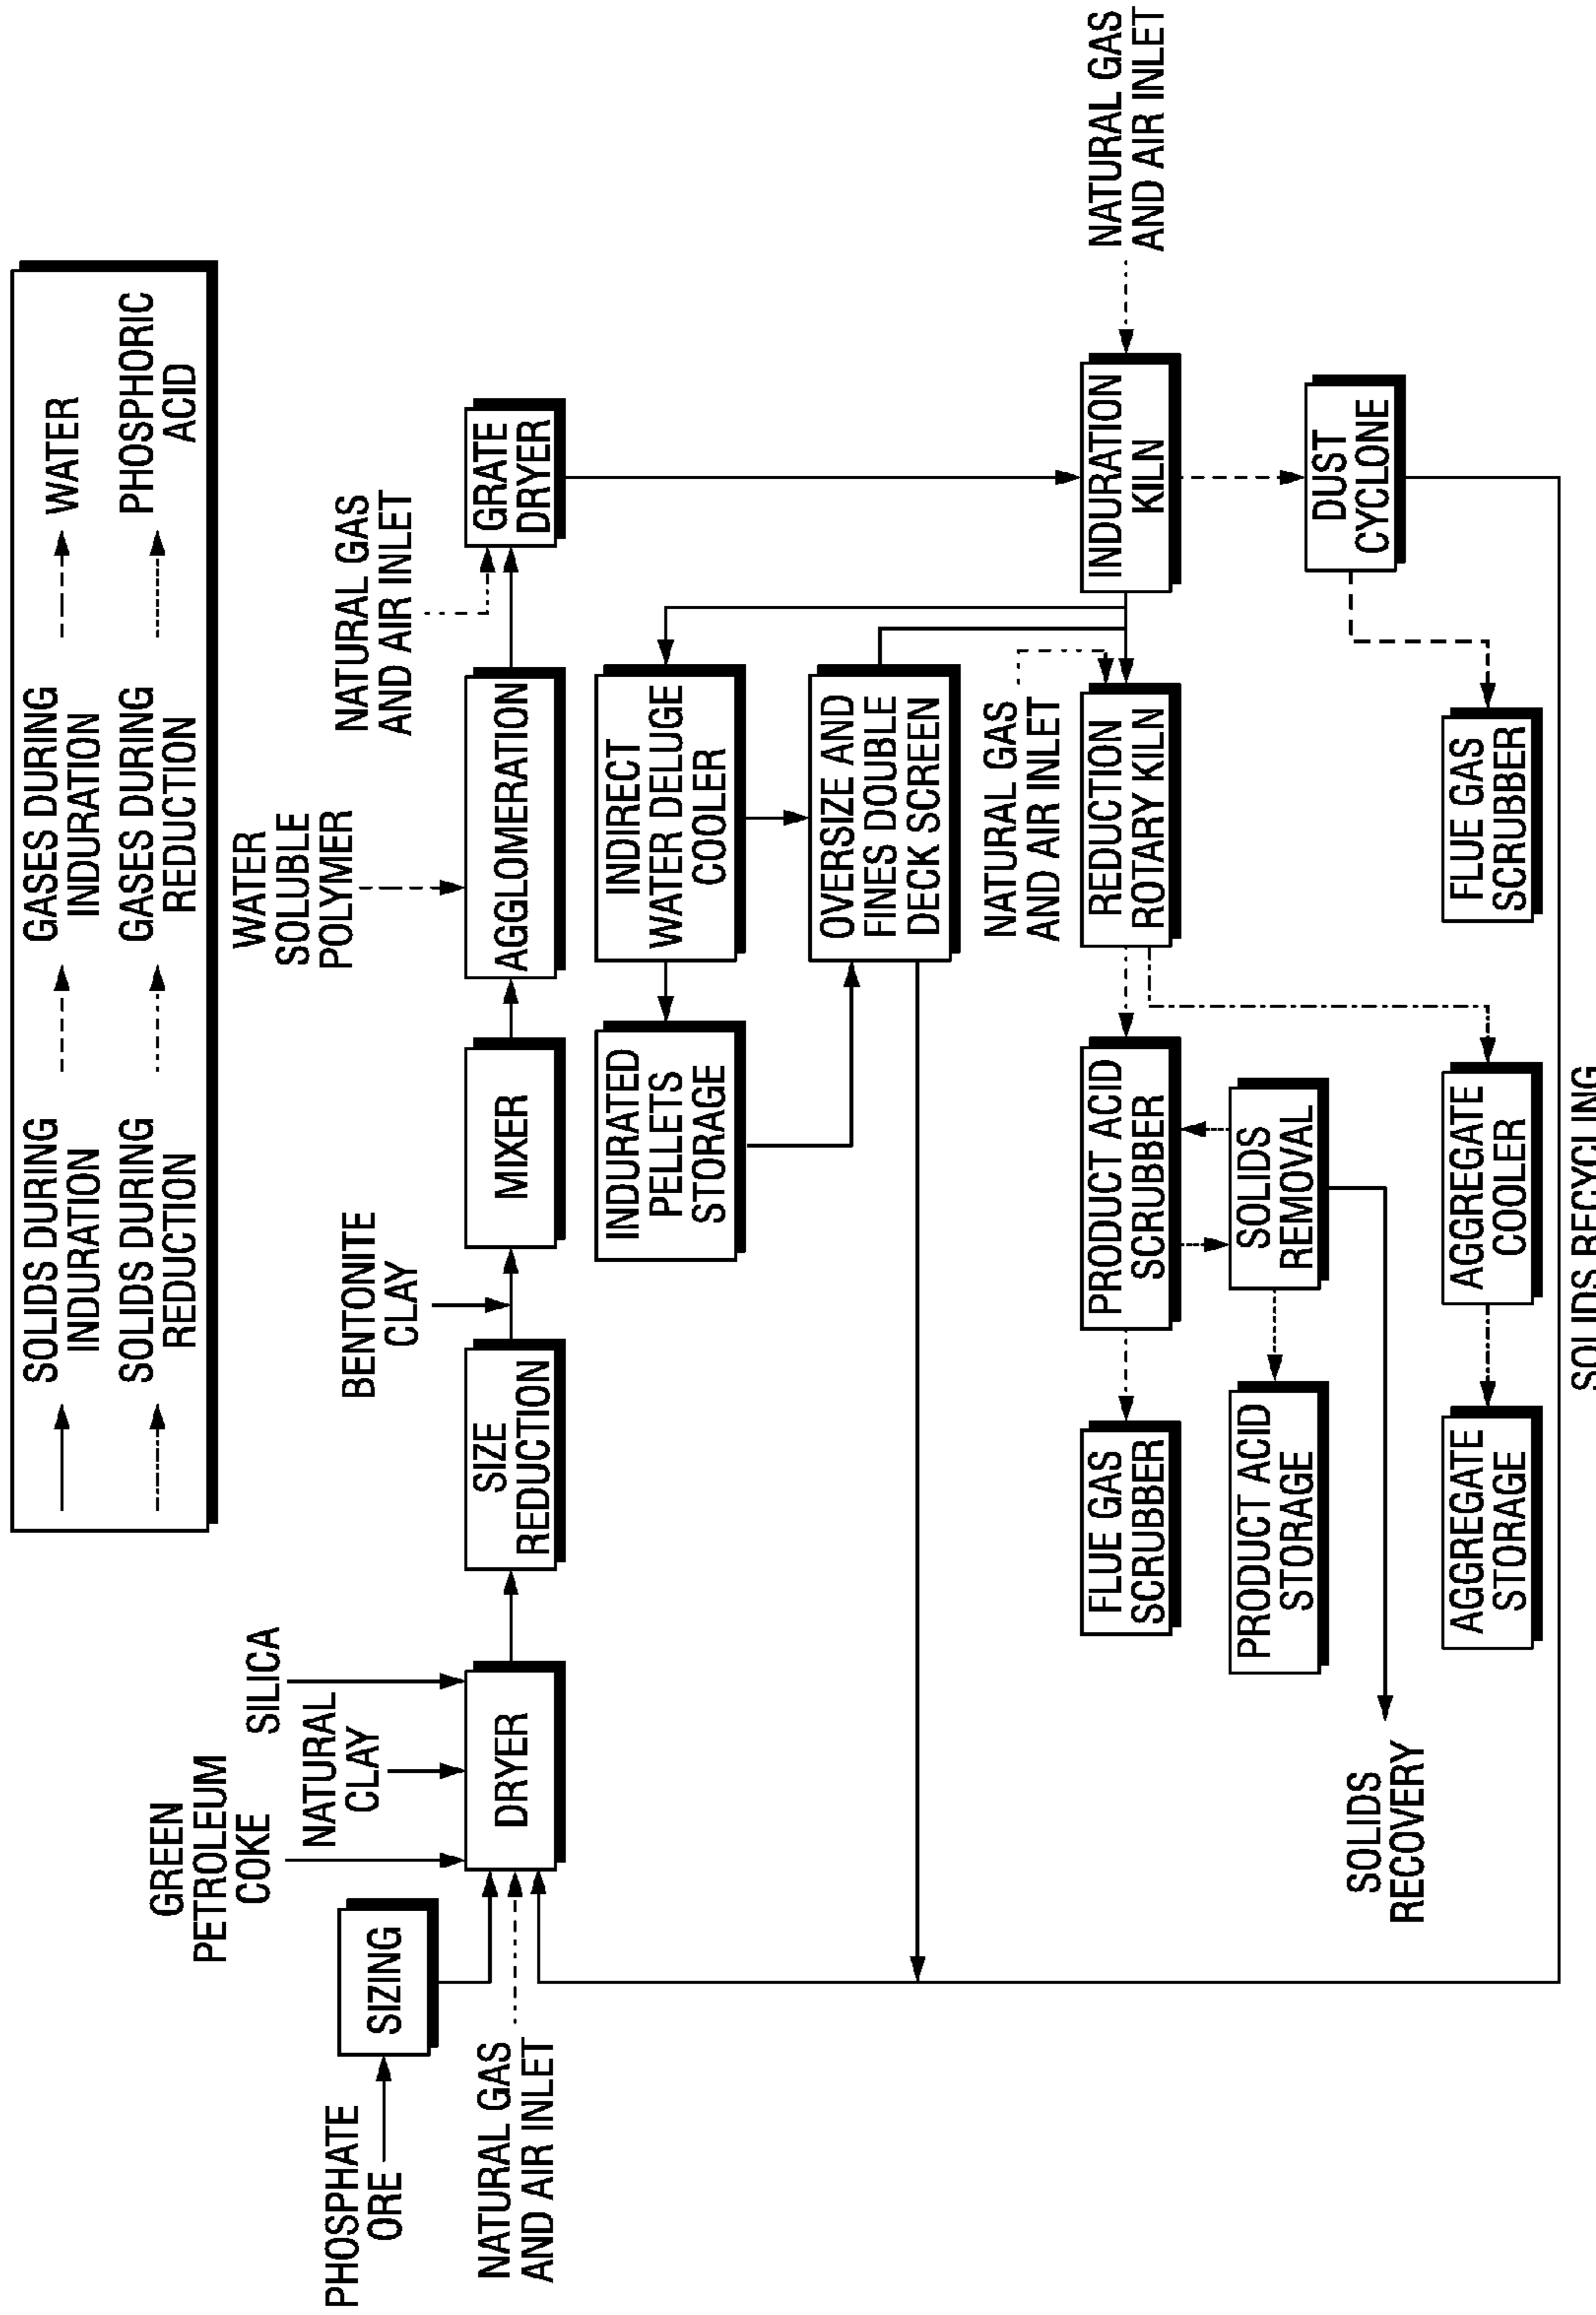 SOLIDS DURING
INDURATION
GASES DURING
INDURATION
WATER
SOLIDS DURING
REDUCTION
GASES DURING
REDUCTION
PHOSPHORIC
ACID
PHOSPHATE
ORE
SIZING
GREEN
PETROLEUM
COKE
NATURAL
CLAY
SILICA
NATURAL GAS
AND AIR INLET
DRYER
SIZE
REDUCTION
BENTONITE
CLAY
MIXER
WATER
SOLUBLE
POLYMER
AGGLOMERATION
NATURAL GAS
AND AIR INLET
GRATE
DRYER
INDURATED
PELLETS
STORAGE
INDIRECT
WATER DELUGE
COOLER
OVERSIZE AND
FINES DOUBLE
DECK SCREEN
NATURAL GAS
AND AIR INLET
FLUE GAS
SCRUBBER
PRODUCT ACID
SCRUBBER
REDUCTION
ROTARY KILN
INDURATION
KILN
NATURAL GAS
AND AIR INLET
PRODUCT ACID
STORAGE
SOLIDS
REMOVAL
DUST
CYCLONE
SOLIDS
RECOVERY
AGGREGATE
STORAGE
AGGREGATE
COOLER
FLUE GAS
SCRUBBER
SOLIDS RECYCLING